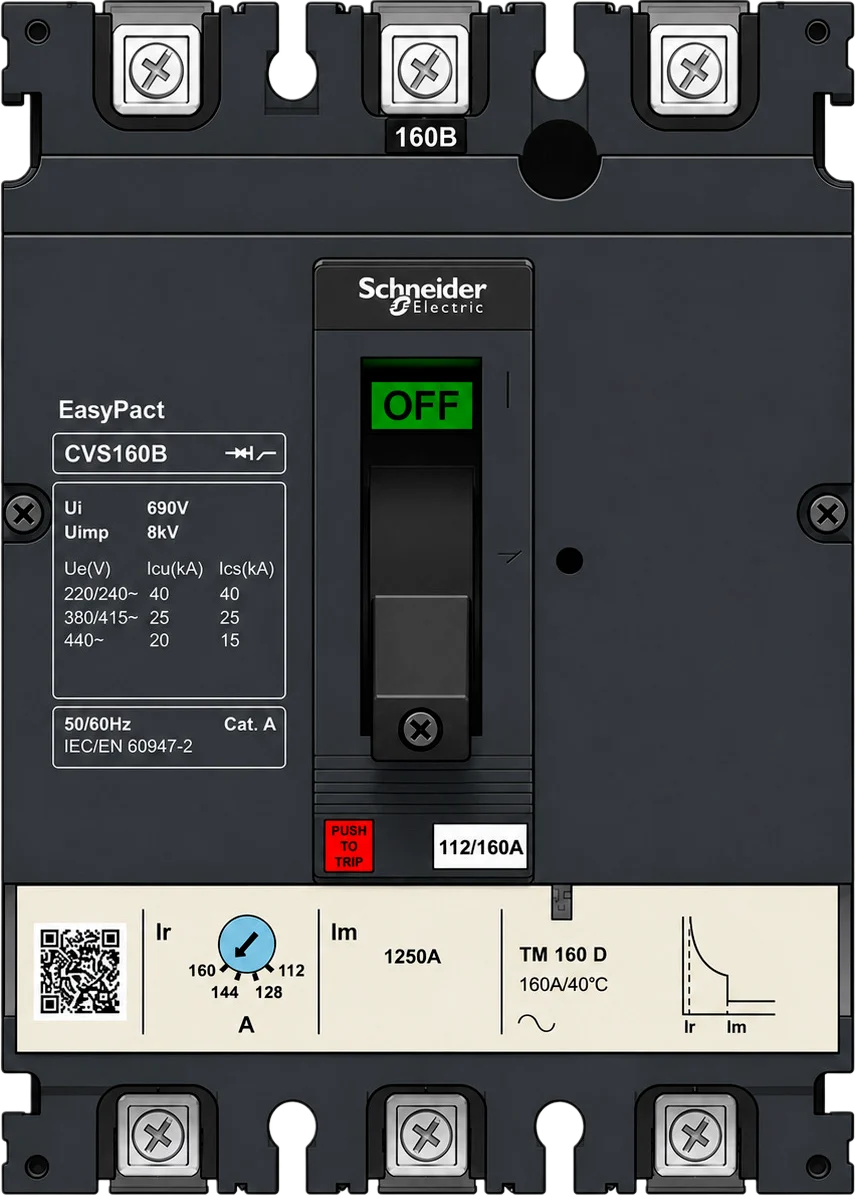 160B
Schneider
Electric
OFF
EasyPact
CVS160B
Ui 690V
Uimp 8kV
Ue(V) Icu(kA) Ics(kA)
220/240~ 40 40
380/415~ 25 25
440~ 20 15
50/60Hz Cat. A
IEC/EN 60947-2
PUSH
TO
TRIP
112/160A
Ir
160 112
144 128
A
Im
1250A
TM 160 D
160A/40°C
Ir Im